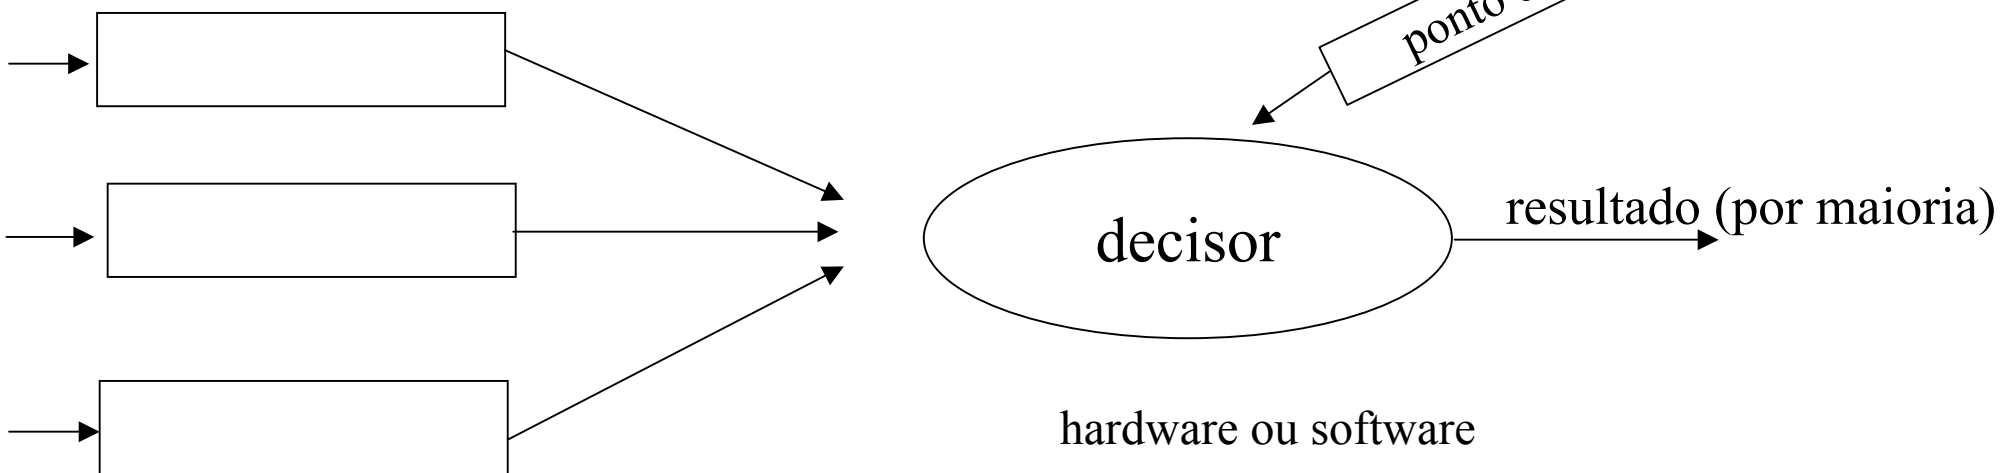 ponto
resultado (por maioria)
decisor
hardware ou software